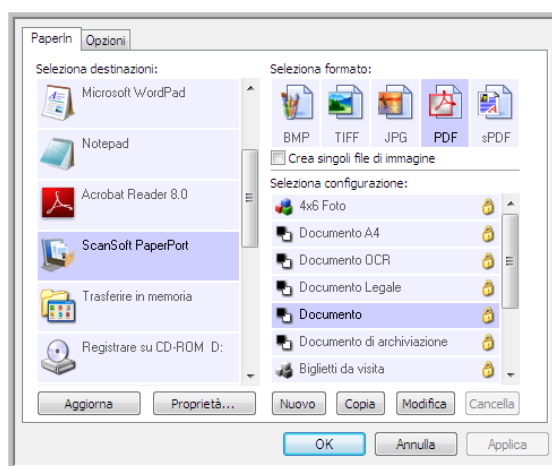 PaperIn
Opzioni
Seleziona destinazioni:
Microsoft WordPad
Notepad
Acrobat Reader 8.0
ScanSoft PaperPort
Trasferire in memoria
Registrare su CD-ROM D:
Aggiorna
Proprietà...
Seleziona formato:
BMP TIFF JPG PDF sPDF
Crea singoli file di immagine
Seleziona configurazione:
4x6 Foto
Documento A4
Documento OCR
Documento Legale
Documento
Documento di archiviazione
Biglietti da visita
Nuovo Copia Modifica Cancella
OK Annulla Applica